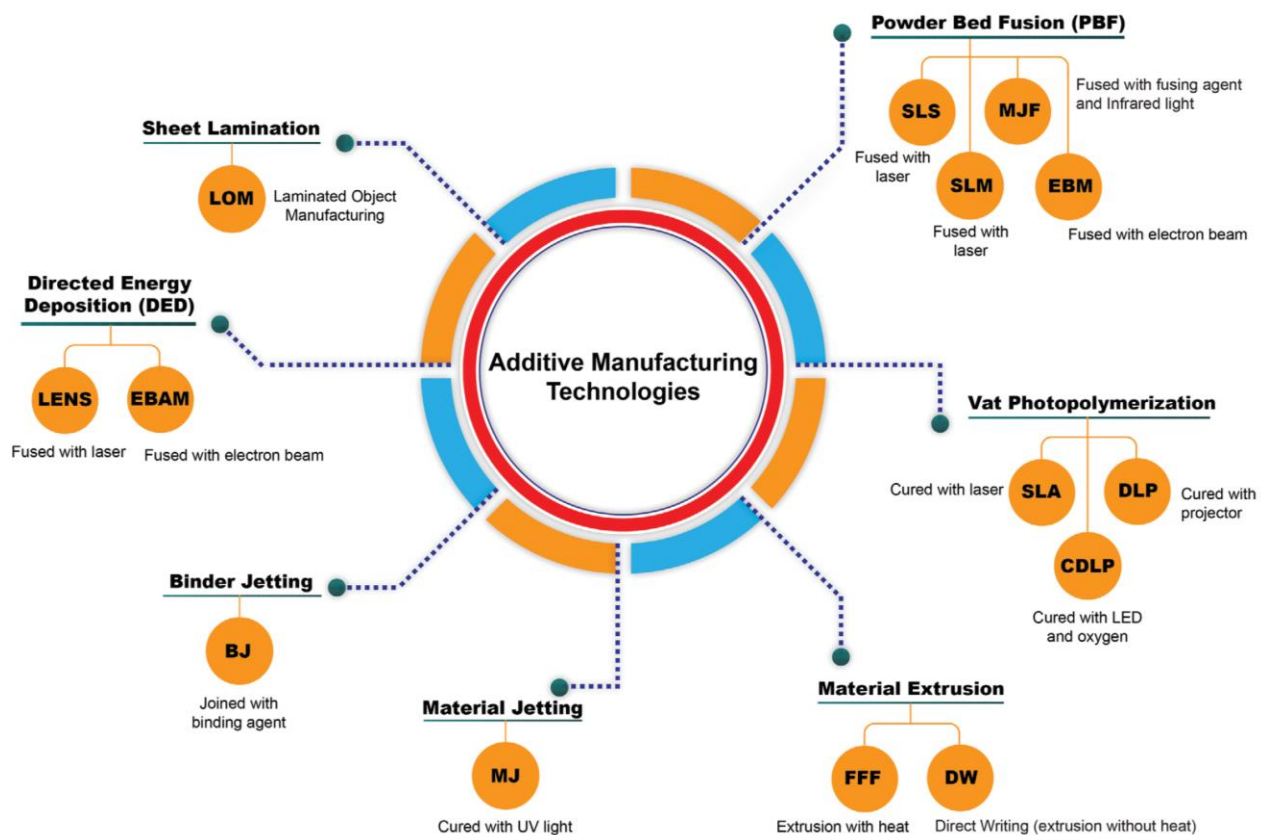 Powder Bed Fusion (PBF)
SLS
MJF
Fused with fusing agent
and Infrared light
Fused with
laser
SLM
EBM
Fused with
laser
Fused with electron beam
Sheet Lamination
LOM
Laminated Object
Manufacturing
Directed Energy
Deposition (DED)
LENS
EBAM
Fused with laser
Fused with electron beam
Additive Manufacturing
Technologies
Vat Photopolymerization
Cured with laser
SLA
DLP
Cured with
projector
CDLP
Cured with LED
and oxygen
Binder Jetting
BJ
Joined with
binding agent
Material Jetting
MJ
Cured with UV light
Material Extrusion
FFF
DW
Extrusion with heat
Direct Writing (extrusion without heat)